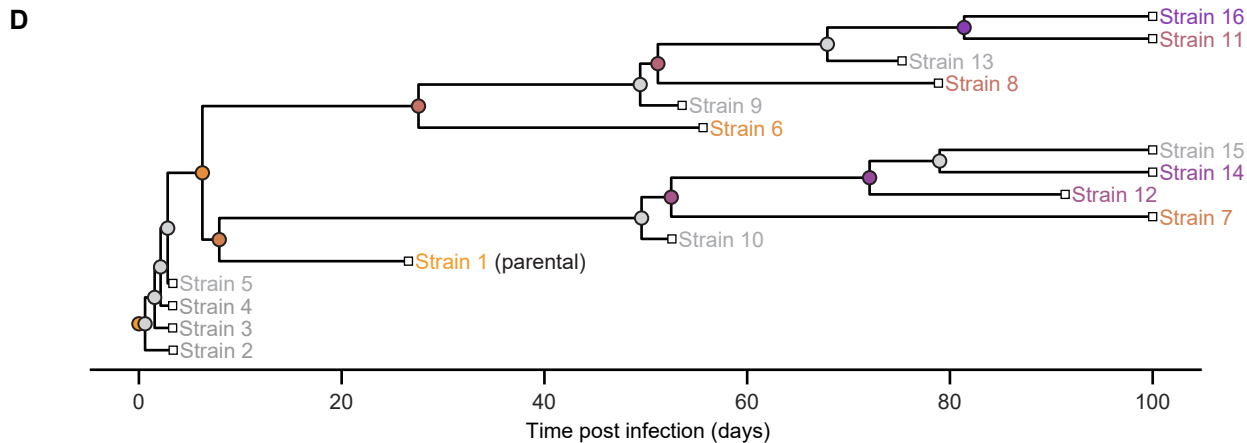 D
Strain 16
Strain 11
Strain 13
Strain 8
Strain 9
Strain 6
Strain 15
Strain 14
Strain 12
Strain 7
Strain 10
Strain 1 (parental)
Strain 5
Strain 4
Strain 3
Strain 2
0 20 40 60 80 100
Time post infection (days)